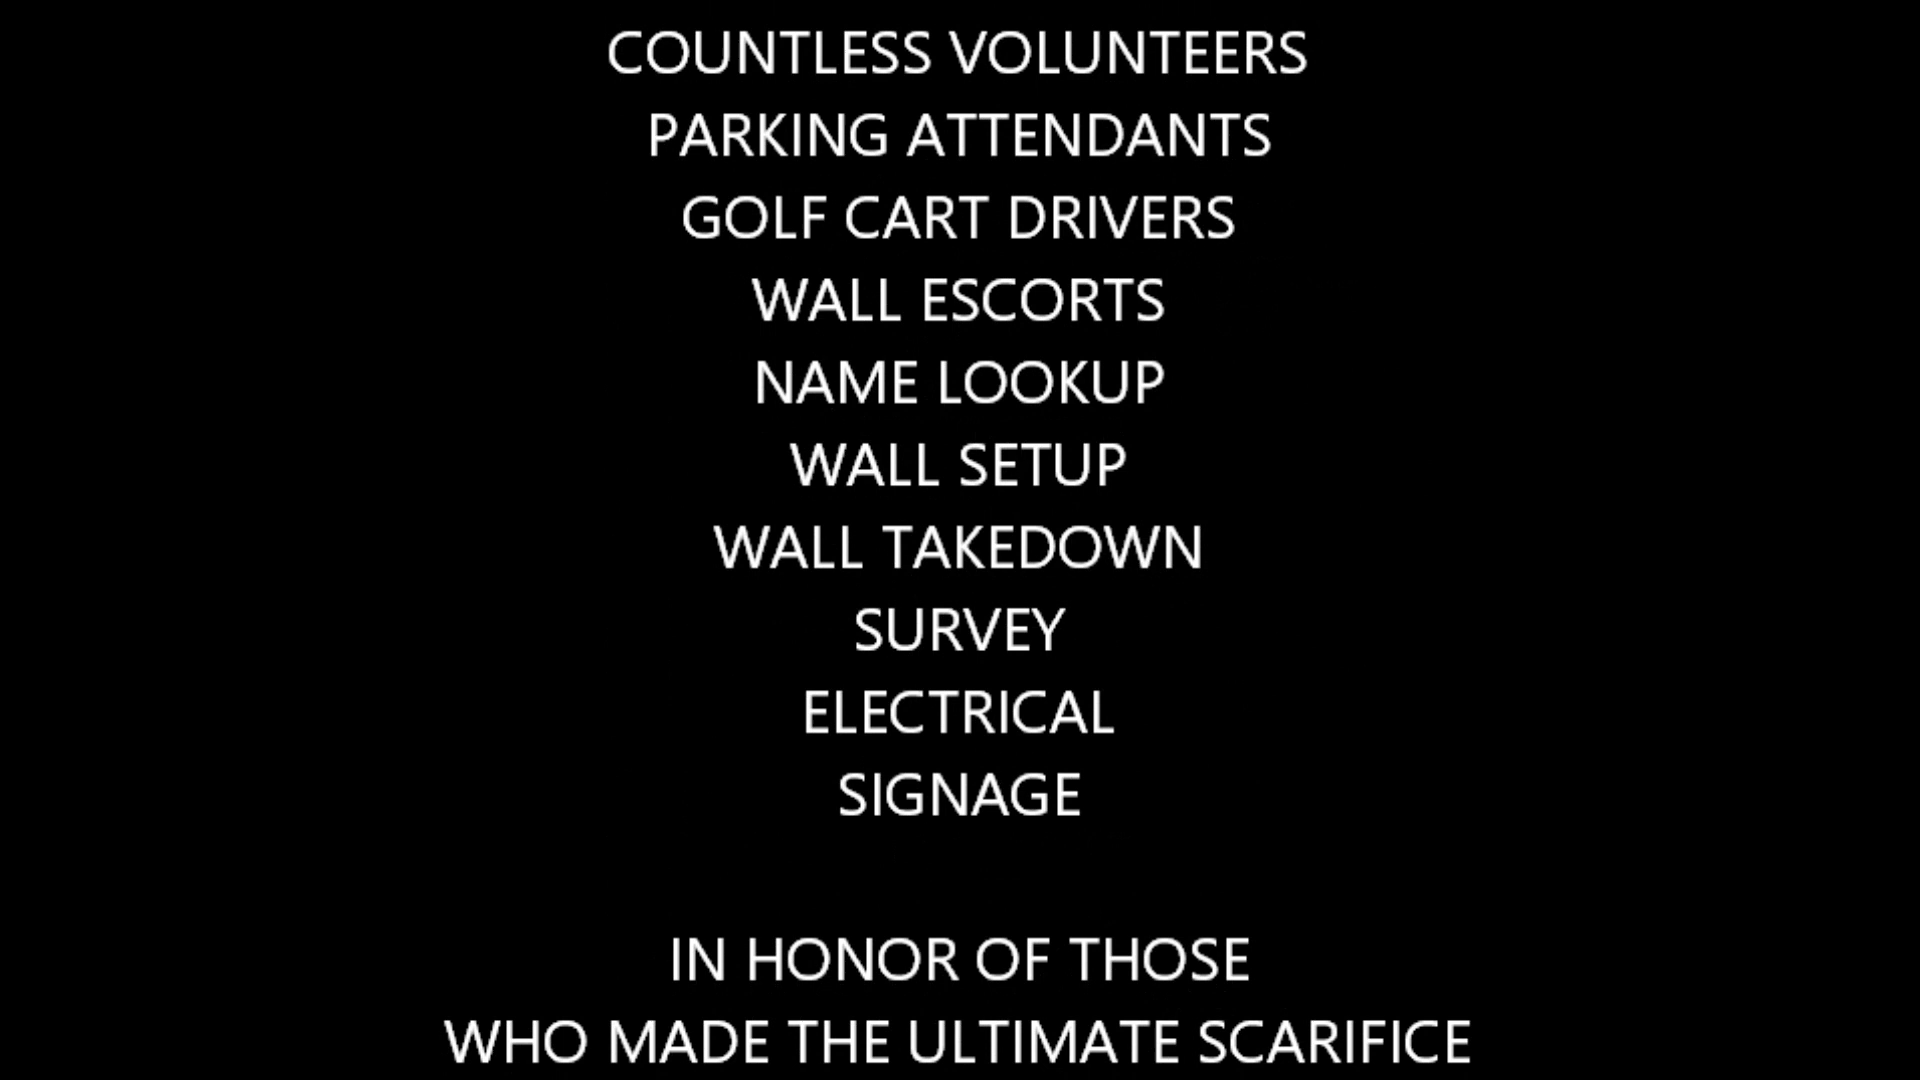 COUNTLESS VOLUNTEERS
PARKING ATTENDANTS
GOLF CART DRIVERS
WALL ESCORTS
NAME LOOKUP
WALL SETUP
WALL TAKEDOWN
SURVEY
ELECTRICAL
SIGNAGE
IN HONOR OF THOSE
WHO MADE THE ULTIMATE SCARIFICE